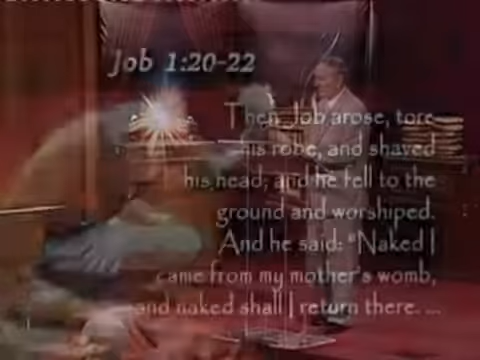 Job 1:20-22
Then Job arose, tore
his robe, and shaved
his head; and he fell to the
ground and worshiped.
And he said: "Naked I
came from my mother's womb,
and naked shall I return there. ...